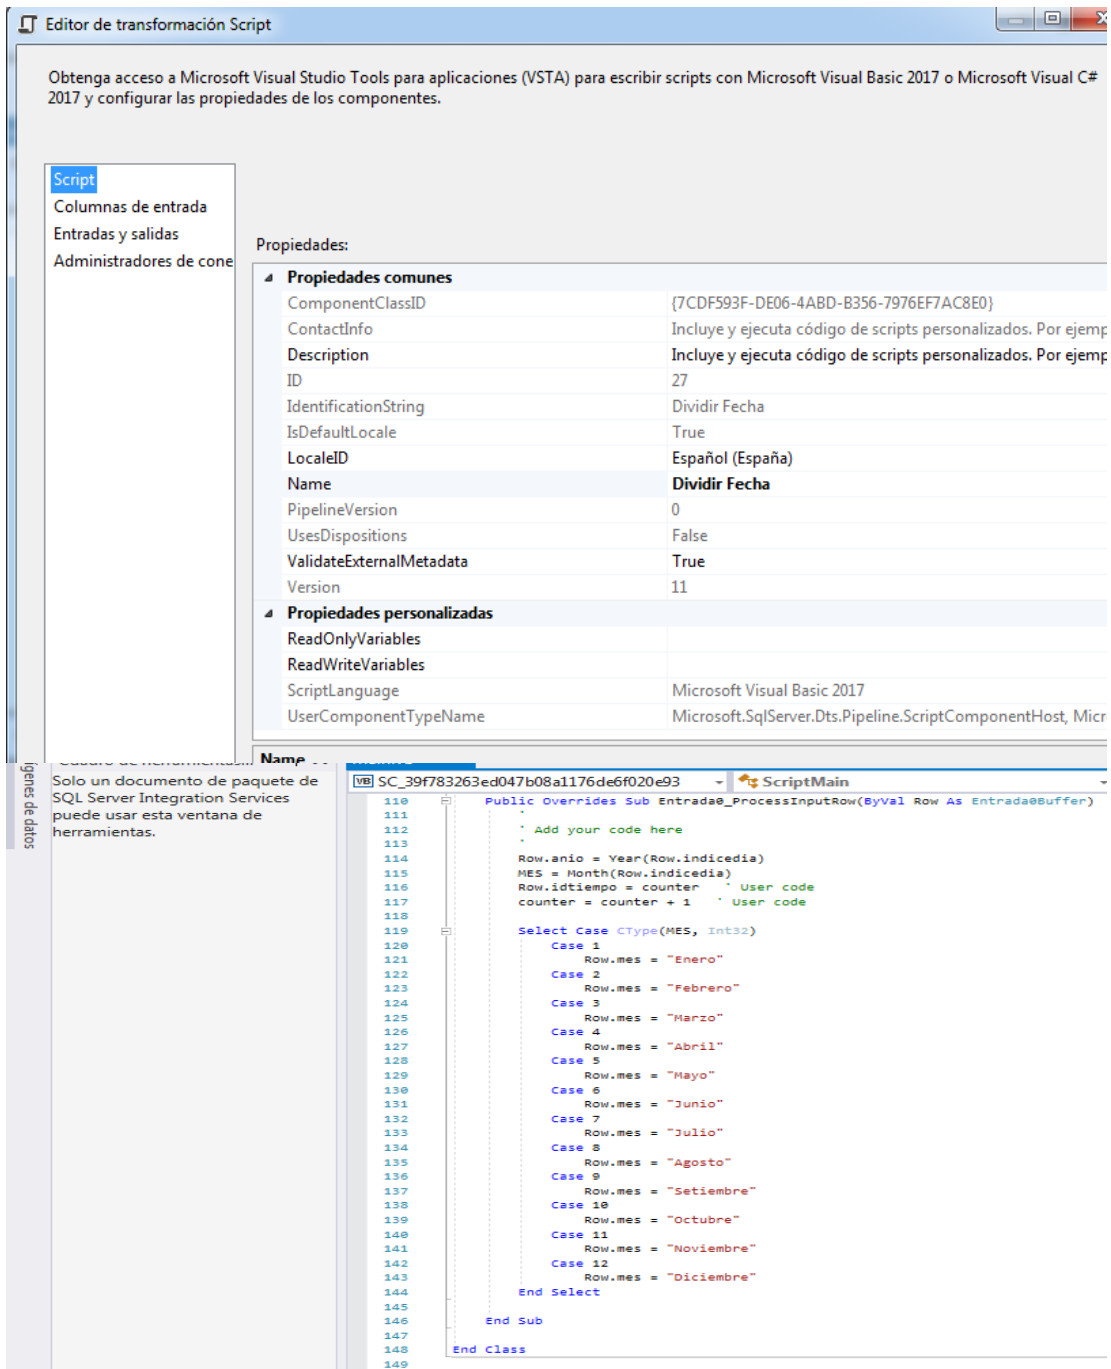 Editor de transformación Script
Obtenga acceso a Microsoft Visual Studio Tools para aplicaciones (VSTA) para escribir scripts con Microsoft Visual Basic 2017 o Microsoft Visual C#
2017 y configurar las propiedades de los componentes.
Script
Columnas de entrada
Entradas y salidas
Administradores de cone
Propiedades:
Propiedades comunes
ComponentClassID {7CDF593F-DE06-4ABD-B356-7976EF7AC8E0}
ContactInfo Incluye y ejecuta código de scripts personalizados. Por ejemp
Description Incluye y ejecuta código de scripts personalizados. Por ejemp
ID 27
IdentificationString Dividir Fecha
IsDefaultLocale True
LocaleID Español (España)
Name Dividir Fecha
PipelineVersion 0
UsesDispositions False
ValidateExternalMetadata True
Version 11
Propiedades personalizadas
ReadOnlyVariables
ReadWriteVariables
ScriptLanguage Microsoft Visual Basic 2017
UserComponentTypeName Microsoft.SqlServer.Dts.Pipeline.ScriptComponentHost, Micr
Name
ígenes de datos
Cuadro de herramientas...
Solo un documento de paquete de
SQL Server Integration Services
puede usar esta ventana de
herramientas.
VB SC_39f783263ed047b08a1176de6f020e93 ScriptMain
110 Public Overrides Sub Entrada0_ProcessInputRow(ByVal Row As Entrada0Buffer)
111 '
112 ' Add your code here
113 '
114 Row.anio = Year(Row.indicedia)
115 MES = Month(Row.indicedia)
116 Row.idtiempo = counter ' User code
117 counter = counter + 1 ' User code
118
119 Select Case CType(MES, Int32)
120 Case 1
121 Row.mes = "Enero"
122 Case 2
123 Row.mes = "Febrero"
124 Case 3
125 Row.mes = "Marzo"
126 Case 4
127 Row.mes = "Abril"
128 Case 5
129 Row.mes = "Mayo"
130 Case 6
131 Row.mes = "Junio"
132 Case 7
133 Row.mes = "Julio"
134 Case 8
135 Row.mes = "Agosto"
136 Case 9
137 Row.mes = "Setiembre"
138 Case 10
139 Row.mes = "Octubre"
140 Case 11
141 Row.mes = "Noviembre"
142 Case 12
143 Row.mes = "Diciembre"
144 End Select
145
146 End Sub
147
148 End Class
149